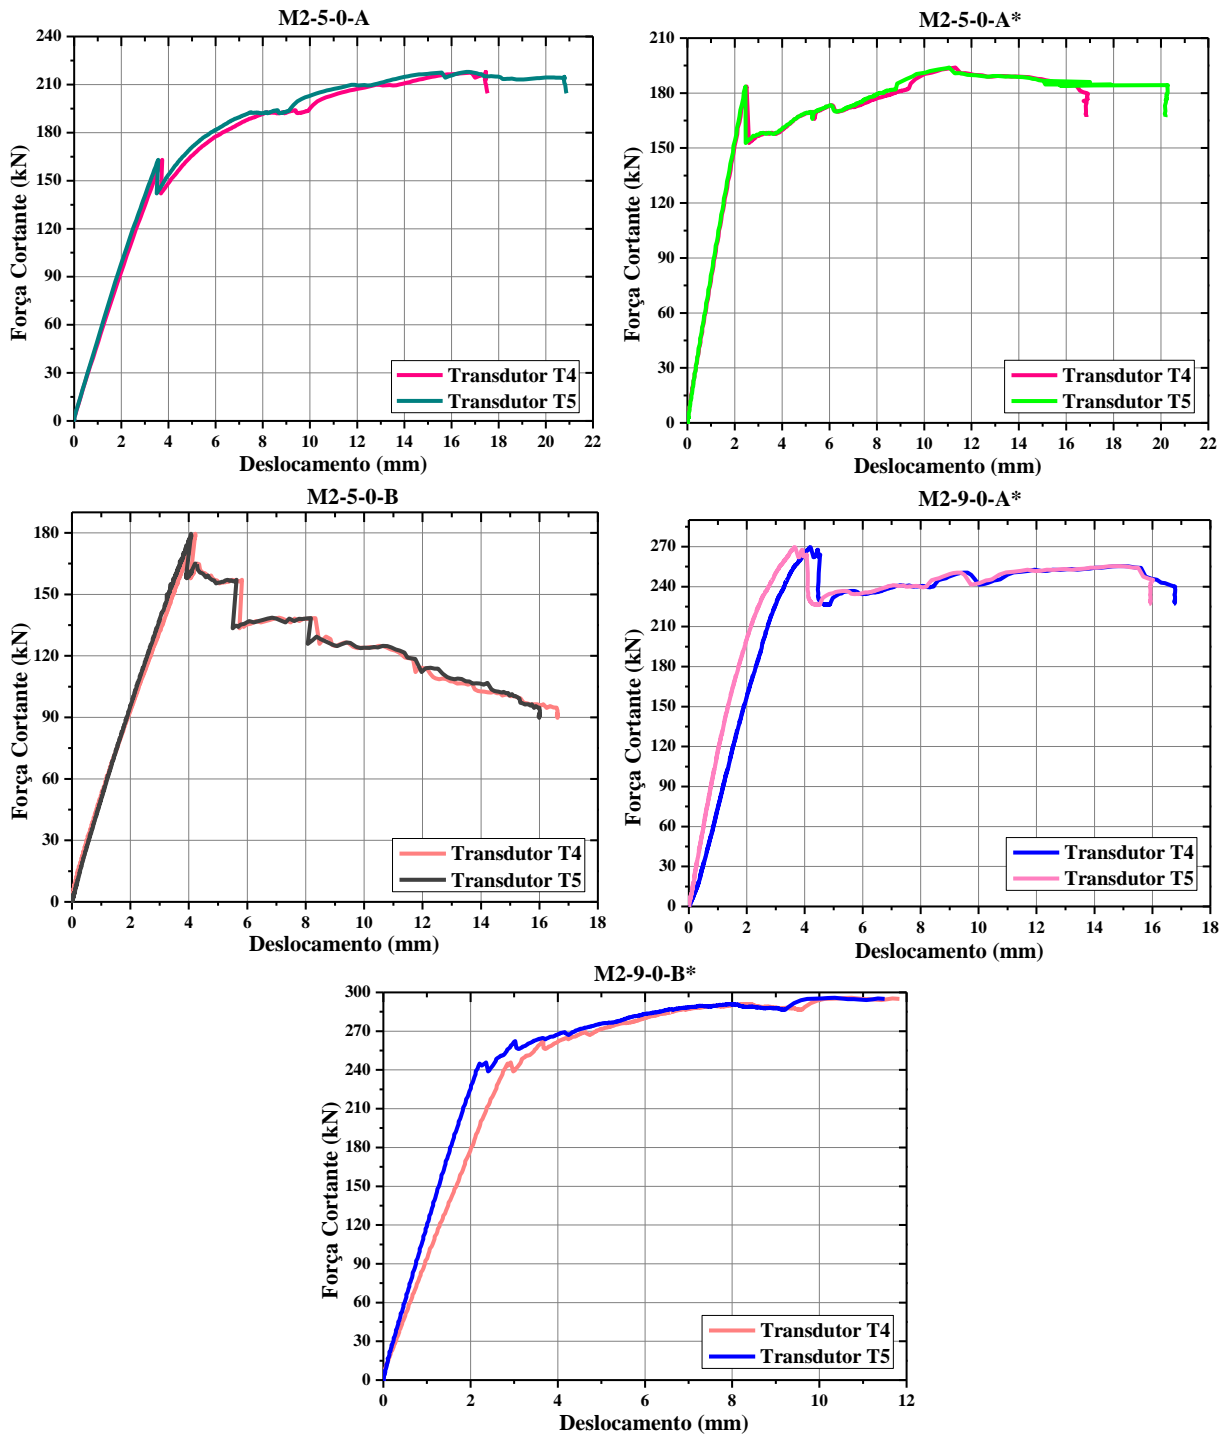 M2-5-0-A
240
210
180
150
120
90
60
30
0
Força Cortante (kN)
0 2 4 6 8 10 12 14 16 18 20 22
Deslocamento (mm)
Transdutor T4
Transdutor T5
M2-5-0-A*
210
180
150
120
90
60
30
0
Força Cortante (kN)
0 2 4 6 8 10 12 14 16 18 20 22
Deslocamento (mm)
Transdutor T4
Transdutor T5
M2-5-0-B
180
150
120
90
60
30
0
Força Cortante (kN)
0 2 4 6 8 10 12 14 16 18
Deslocamento (mm)
Transdutor T4
Transdutor T5
M2-9-0-A*
270
240
210
180
150
120
90
60
30
0
Força Cortante (kN)
0 2 4 6 8 10 12 14 16 18
Deslocamento (mm)
Transdutor T4
Transdutor T5
M2-9-0-B*
300
270
240
210
180
150
120
90
60
30
0
Força Cortante (kN)
0 2 4 6 8 10 12
Deslocamento (mm)
Transdutor T4
Transdutor T5